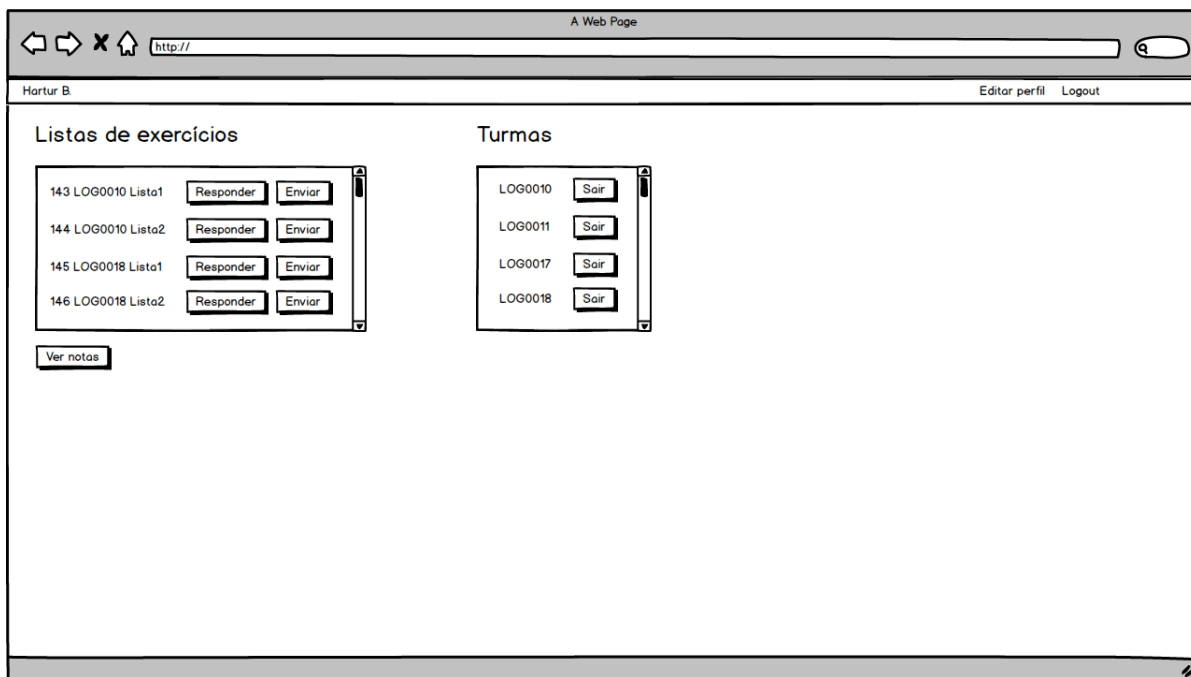 A Web Page
http://
Hartur B. Editar perfil Logout
Listas de exercícios
143 LOG0010 Lista1 Responder Enviar
144 LOG0010 Lista2 Responder Enviar
145 LOG0018 Lista1 Responder Enviar
146 LOG0018 Lista2 Responder Enviar
Ver notas
Turmas
LOG0010 Sair
LOG0011 Sair
LOG0017 Sair
LOG0018 Sair